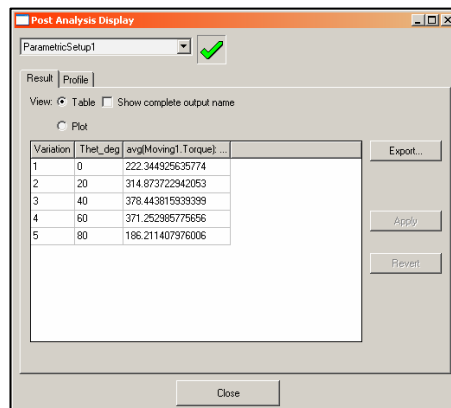 Post Analysis Display
ParametricSetup1
Result Profile
View: Table Show complete output name
Plot
Variation Thet_deg avg(Moving1.Torque): ...
1 0 222.344925635774
2 20 314.873722942053
3 40 378.443815939399
4 60 371.252985775656
5 80 186.211407976006
Export...
Apply
Revert
Close